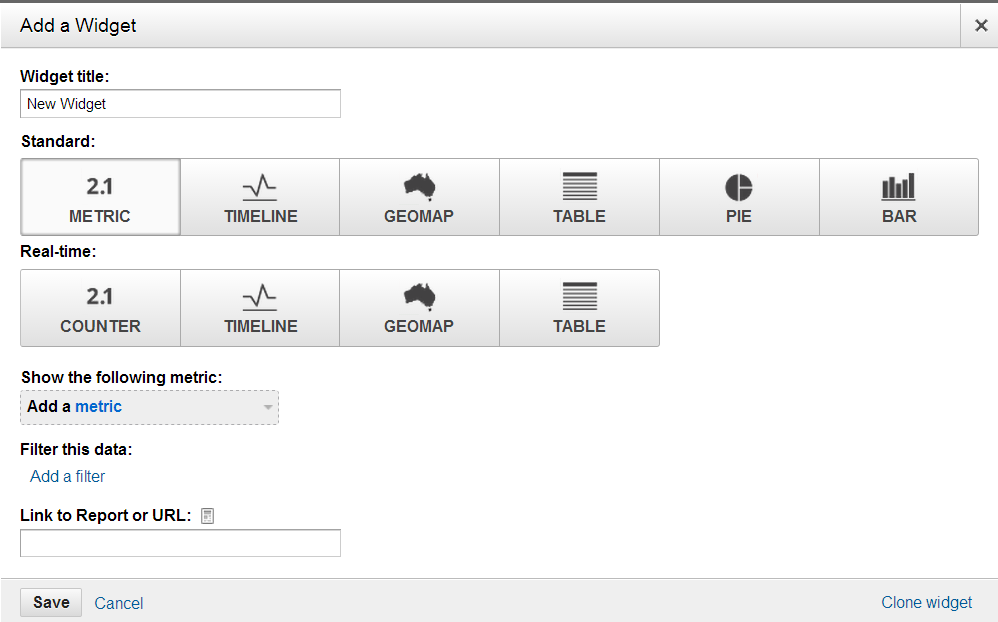 Add a Widget
Widget title:
New Widget
Standard:
2.1
METRIC TIMELINE GEOMAP TABLE PIE BAR
Real-time:
2.1
COUNTER TIMELINE GEOMAP TABLE
Show the following metric:
Add a metric
Filter this data:
Add a filter
Link to Report or URL:
Save Cancel Clone widget